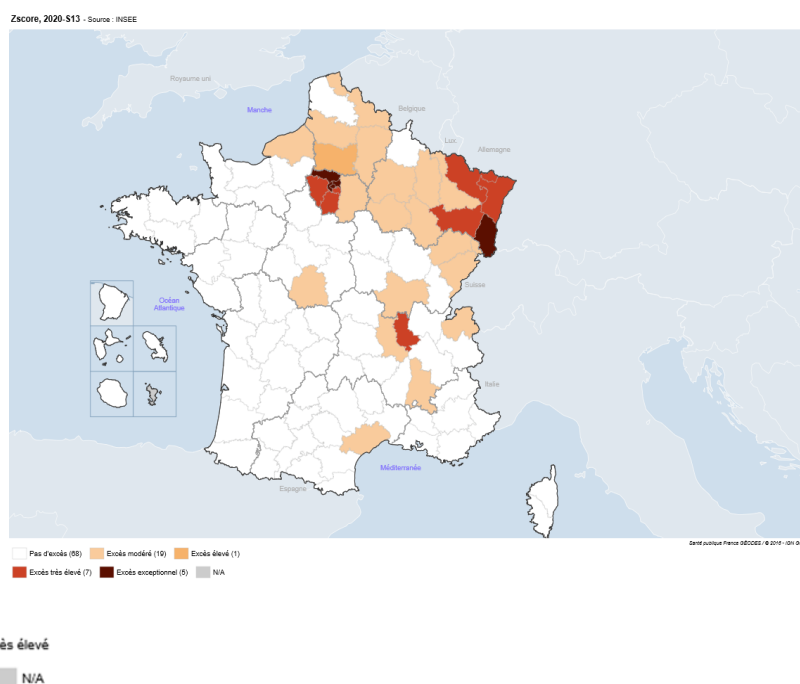 Zscore, 2020-S13 - Source : INSEE
Royaume uni
Manche
Belgique
Lux.
Allemagne
Océan
Atlantique
Suisse
Italie
Méditerranée
Espagne
Santé publique France GÉODES / © 2016 - IGN G
Pas d'excès (68) Excès modéré (19) Excès élevé (1)
Excès très élevé (7) Excès exceptionnel (5) N/A
ès élevé
N/A